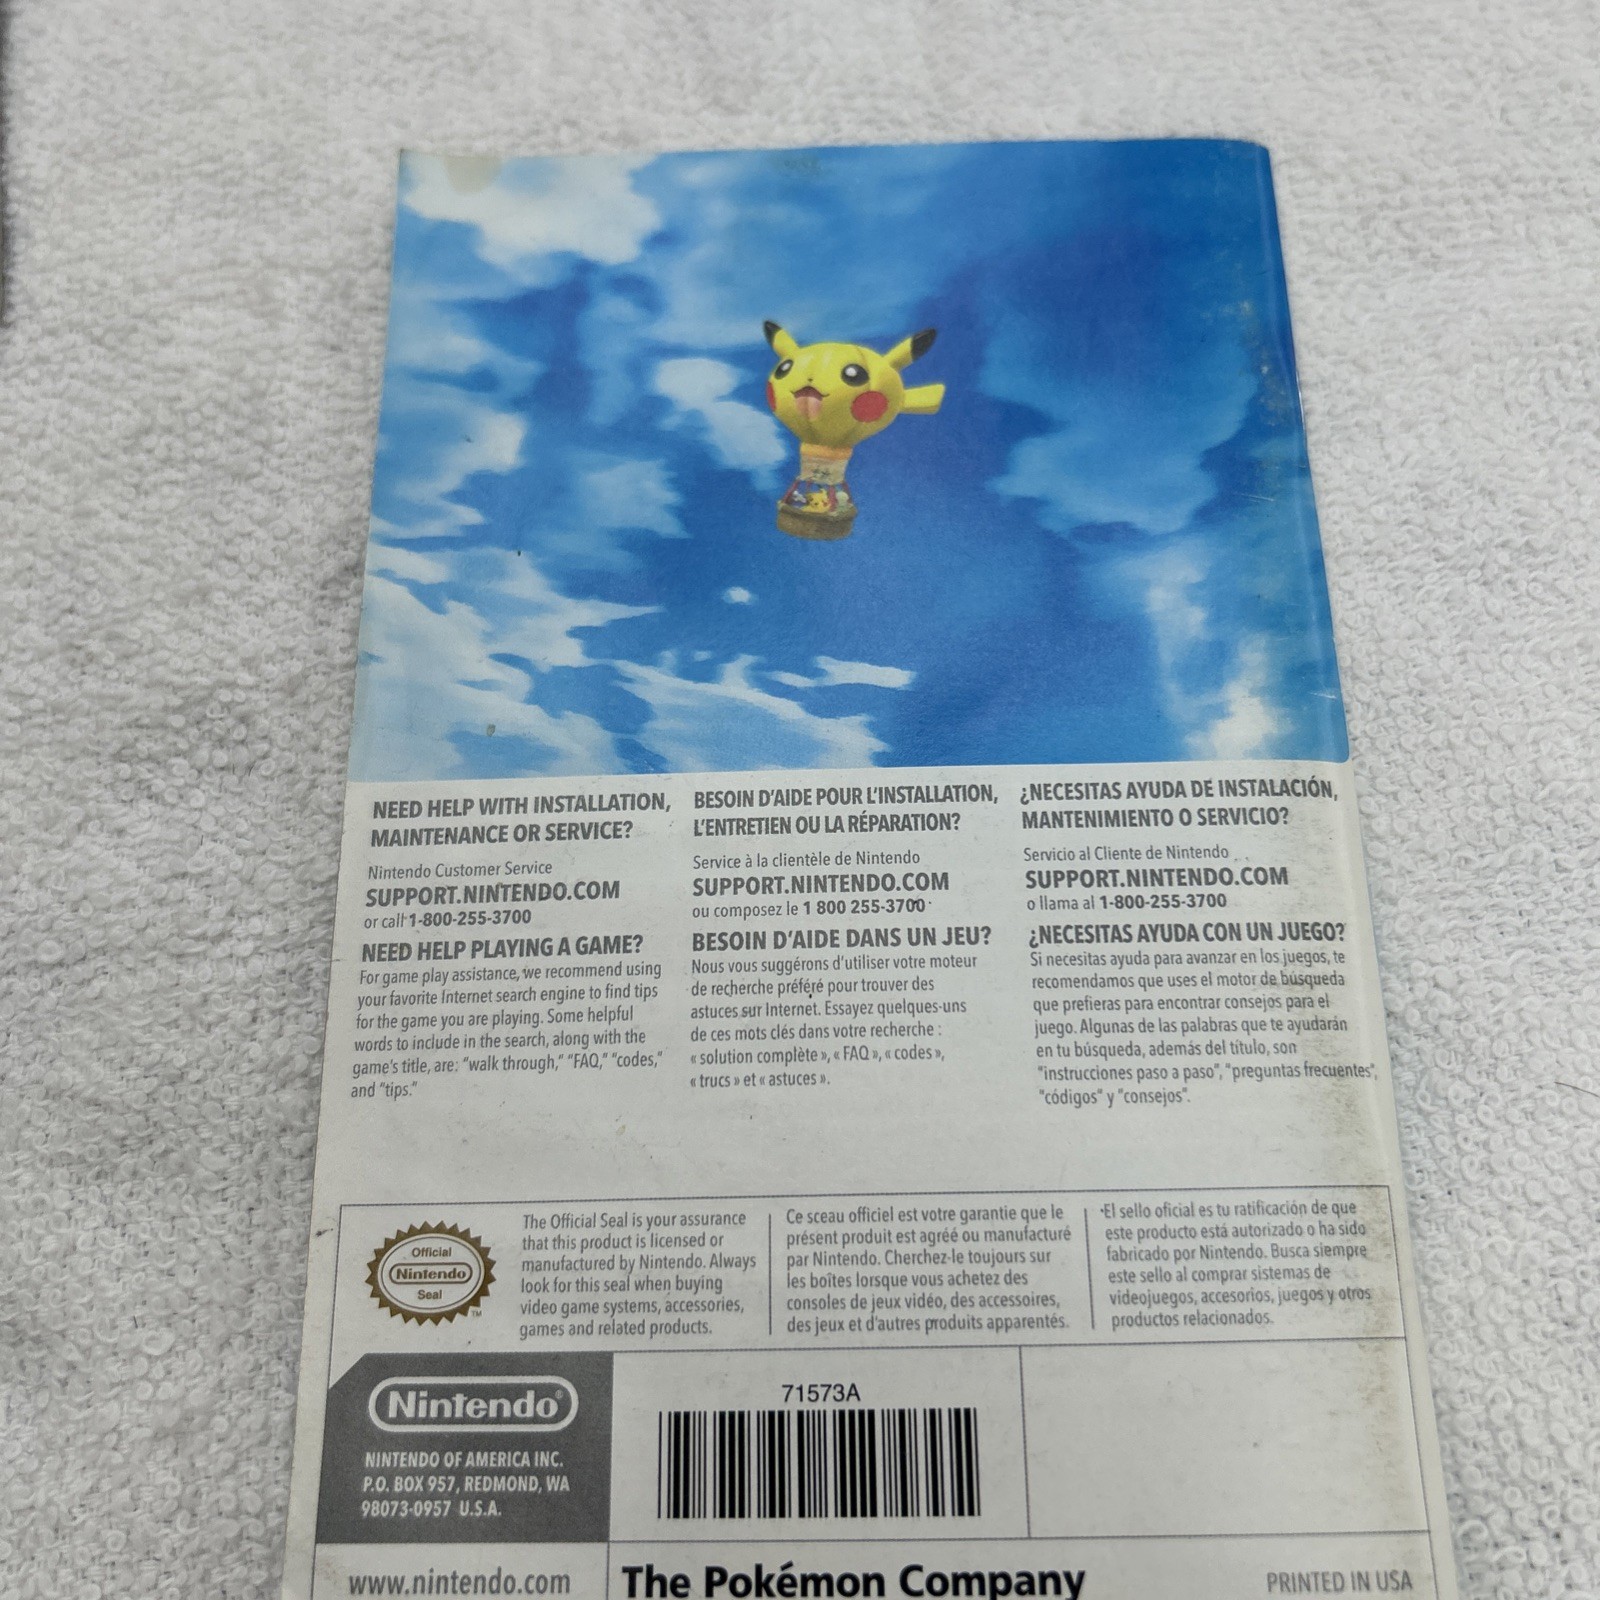 NEED HELP WITH INSTALLATION,
MAINTENANCE OR SERVICE?
Nintendo Customer Service
SUPPORT.NINTENDO.COM
or call 1-800-255-3700
NEED HELP PLAYING A GAME?
For game play assistance, we recommend using
your favorite Internet search engine to find tips
for the game you are playing. Some helpful
words to include in the search, along with the
game's title, are: "walk through," "FAQ," "codes,"
and "tips."
BESOIN D'AIDE POUR L'INSTALLATION,
L'ENTRETIEN OU LA RÉPARATION?
Service à la clientèle de Nintendo
SUPPORT.NINTENDO.COM
ou composez le 1 800 255-3700
BESOIN D'AIDE DANS UN JEU?
Nous vous suggérons d'utiliser votre moteur
de recherche préféré pour trouver des
astuces sur Internet. Essayez quelques-uns
de ces mots clés dans votre recherche :
« solution complète », « FAQ », « codes »,
« trucs » et « astuces ».
¿NECESITAS AYUDA DE INSTALACIÓN,
MANTENIMIENTO O SERVICIO?
Servicio al Cliente de Nintendo
SUPPORT.NINTENDO.COM
o llama al 1-800-255-3700
¿NECESITAS AYUDA CON UN JUEGO?
Si necesitas ayuda para avanzar en los juegos, te
recomendamos que uses el motor de búsqueda
que prefieras para encontrar consejos para el
juego. Algunas de las palabras que te ayudarán
en tu búsqueda, además del título, son
"instrucciones paso a paso", "preguntas frecuentes",
"códigos" y "consejos".
Official
Nintendo
Seal
TM
The Official Seal is your assurance
that this product is licensed or
manufactured by Nintendo. Always
look for this seal when buying
video game systems, accessories,
games and related products.
Ce sceau officiel est votre garantie que le
présent produit est agréé ou manufacturé
par Nintendo. Cherchez-le toujours sur
les boîtes lorsque vous achetez des
consoles de jeux vidéo, des accessoires,
des jeux et d'autres produits apparentés.
El sello oficial es tu ratificación de que
este producto está autorizado o ha sido
fabricado por Nintendo. Busca siempre
este sello al comprar sistemas de
videojuegos, accesorios, juegos y otros
productos relacionados.
Nintendo®
NINTENDO OF AMERICA INC.
P.O. BOX 957, REDMOND, WA
98073-0957 U.S.A.
71573A
www.nintendo.com
The Pokémon Company
PRINTED IN USA